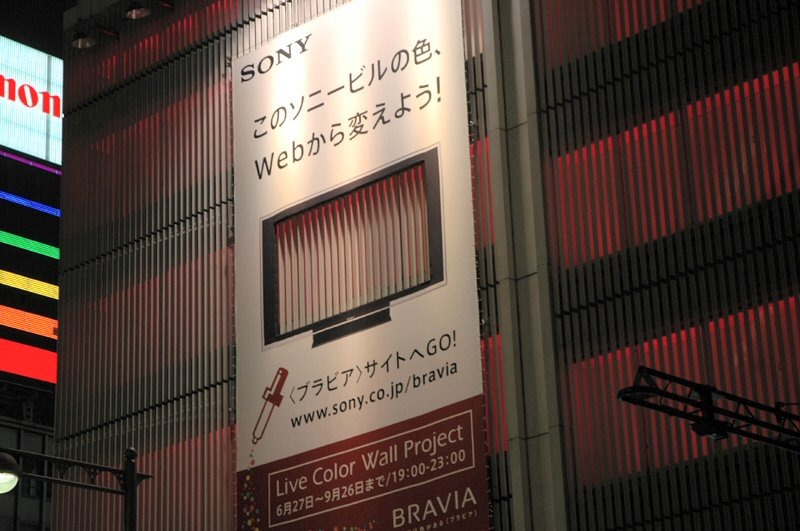 non
SONY
このソニービルの色、
Webから変えよう!
〈ブラビア〉サイトへGO!
www.sony.co.jp/bravia
Live Color Wall Project
6月27日〜9月26日まで/19:00-23:00
BRAVIA